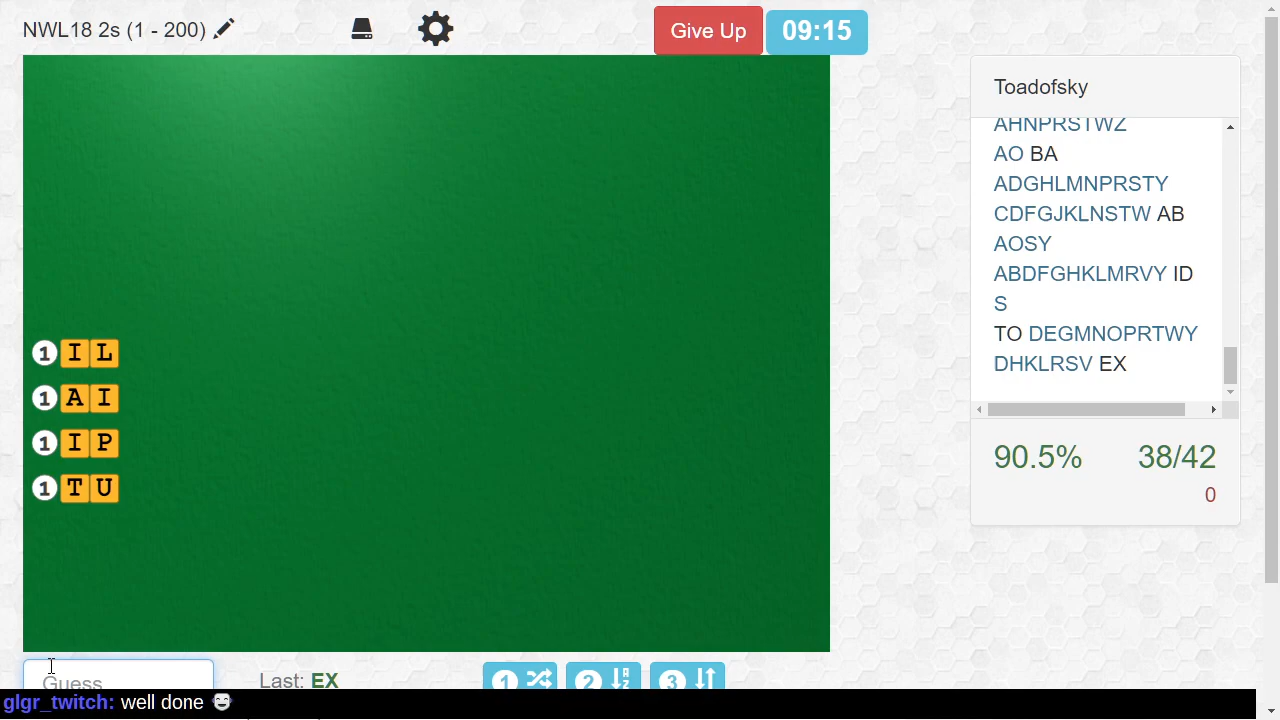 NWL18 2s (1 - 200)
Give Up
09:15
Toadofsky
AHNPRSTWZ
AO BA
ADGHLMNPRSTY
CDFGJKLNSTW AB
AOSY
ABDFGHKLMRVY ID
S
TO DEGMNOPRTWY
DHKLRSV EX
90.5% 38/42
0
1 I L
1 A I
1 I P
1 T U
Guess
Last: EX
1
2 A Z
3
glgr_twitch: well done